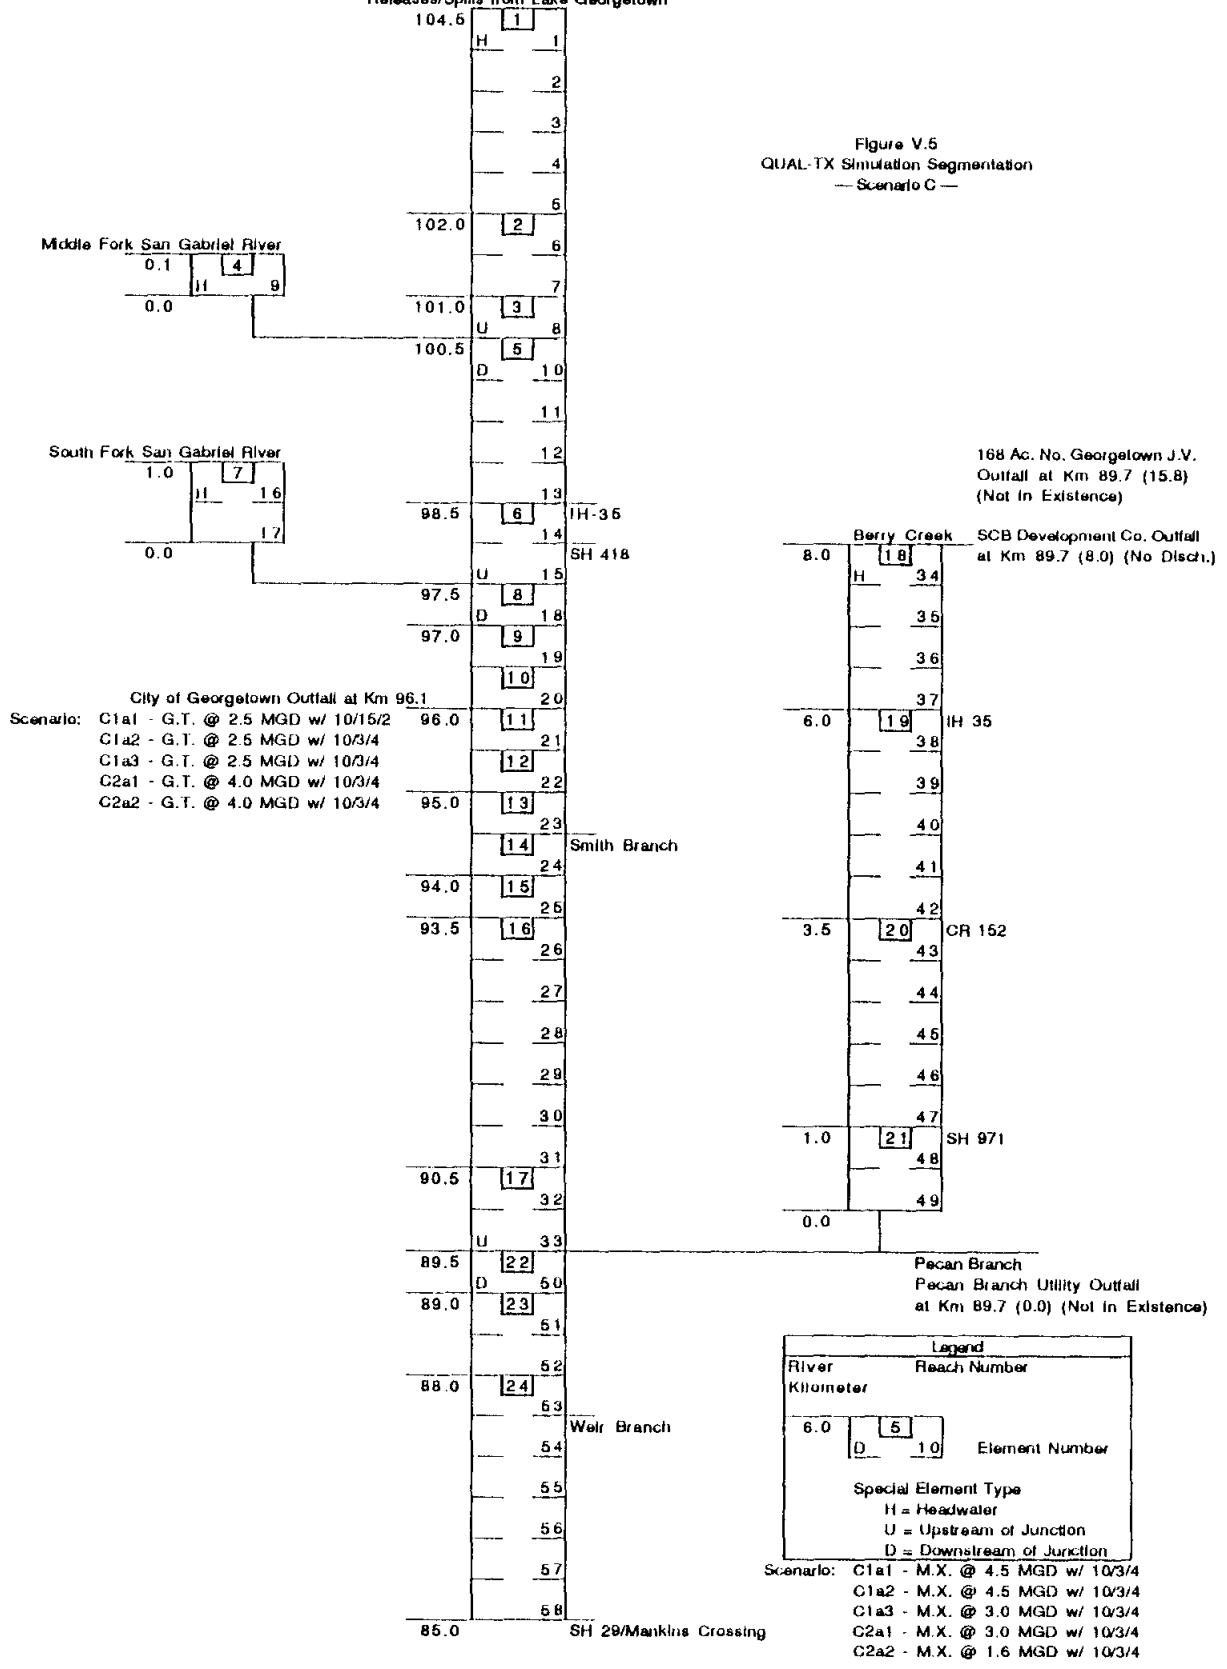 Releases/Spills from Lake Georgetown
104.5
1
H 1
2
3
4
5
Figure V.5
QUAL-TX Simulation Segmentation
— Scenario C —
102.0
2
6
7
Middle Fork San Gabriel River
0.1
4
H 9
0.0
101.0
3
U 8
100.5
5
D 10
11
12
13
South Fork San Gabriel River
1.0
7
H 16
17
0.0
98.5
6
IH-35
14
SH 418
U 15
97.5
8
D 18
97.0
9
19
10
20
168 Ac. No. Georgetown J.V.
Outfall at Km 89.7 (15.8)
(Not in Existence)
Berry Creek
SCB Development Co. Outfall
at Km 89.7 (8.0) (No Disch.)
8.0
18
H 34
35
36
37
City of Georgetown Outfall at Km 96.1
Scenario: C1a1 - G.T. @ 2.5 MGD w/ 10/15/2
C1a2 - G.T. @ 2.5 MGD w/ 10/3/4
C1a3 - G.T. @ 2.5 MGD w/ 10/3/4
C2a1 - G.T. @ 4.0 MGD w/ 10/3/4
C2a2 - G.T. @ 4.0 MGD w/ 10/3/4
96.0
11
21
12
22
95.0
13
23
14
Smith Branch
24
94.0
15
25
93.5
16
26
27
28
29
30
31
90.5
17
32
U 33
6.0
19
IH 35
38
39
40
41
42
3.5
20
CR 152
43
44
45
46
47
1.0
21
SH 971
48
49
0.0
89.5
22
D 50
89.0
23
51
52
88.0
24
53
Weir Branch
54
55
56
57
58
85.0
SH 29/Mankins Crossing
Pecan Branch
Pecan Branch Utility Outfall
at Km 89.7 (0.0) (Not in Existence)
Legend
River Reach Number
Kilometer
6.0
5
D 10 Element Number
Special Element Type
H = Headwater
U = Upstream of Junction
D = Downstream of Junction
Scenario: C1a1 - M.X. @ 4.5 MGD w/ 10/3/4
C1a2 - M.X. @ 4.5 MGD w/ 10/3/4
C1a3 - M.X. @ 3.0 MGD w/ 10/3/4
C2a1 - M.X. @ 3.0 MGD w/ 10/3/4
C2a2 - M.X. @ 1.6 MGD w/ 10/3/4